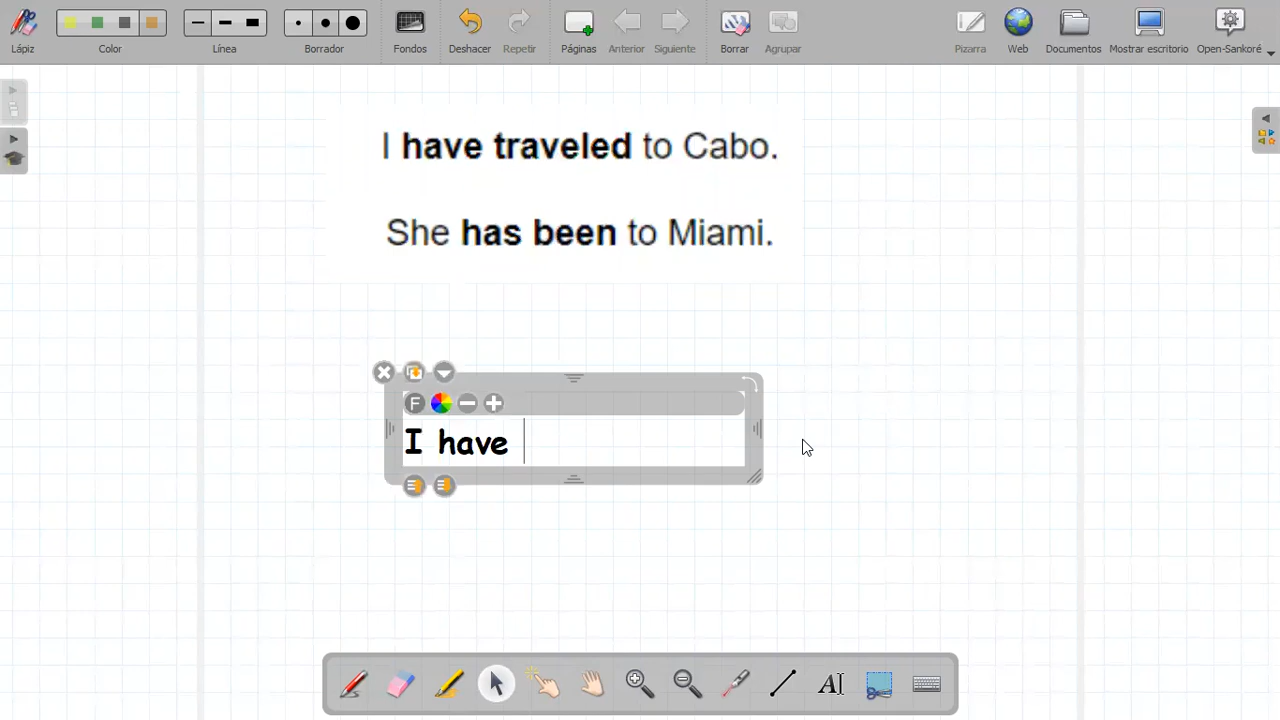 Lápiz Color Línea Borrador Fondos Deshacer Repetir Páginas Anterior Siguiente Borrar Agrupar Pizarra Web Documentos Mostrar escritorio Open-Sankoré
I have traveled to Cabo.
She has been to Miami.
F
I have
AI